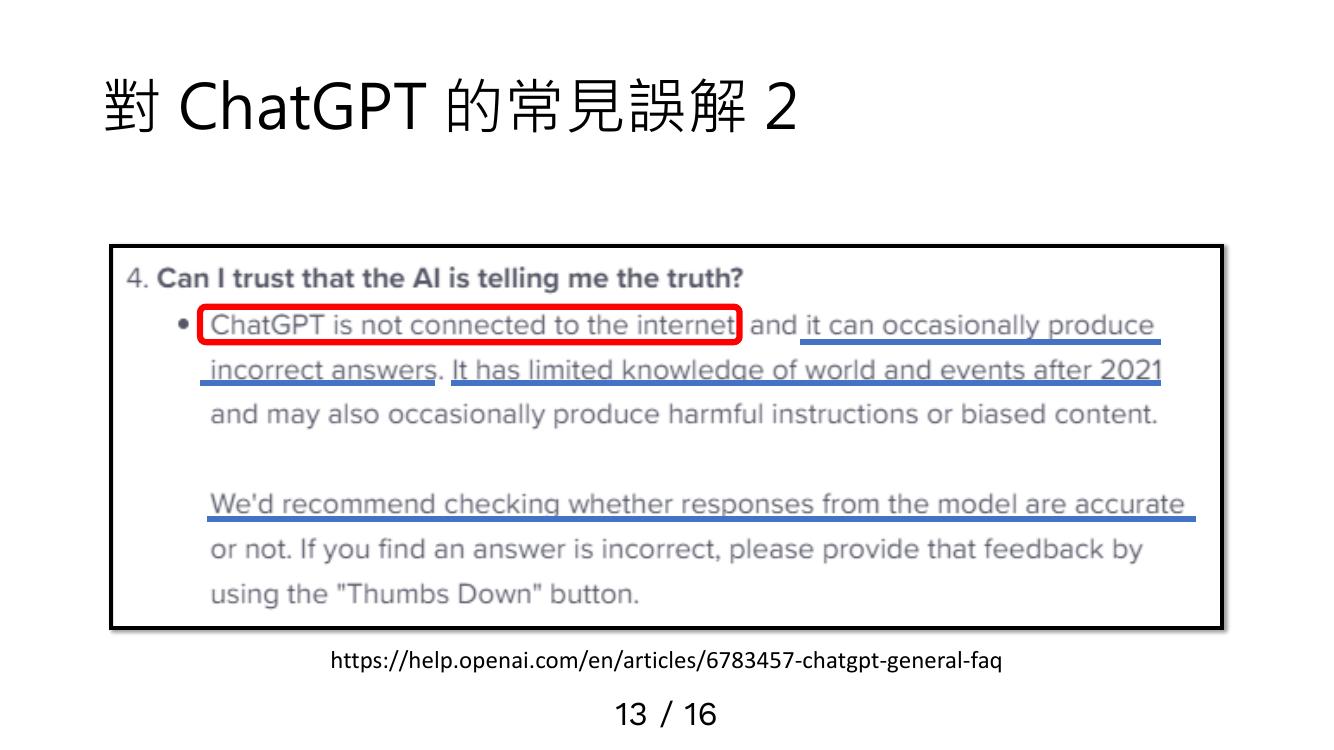 對 ChatGPT 的常見誤解 2
4. Can I trust that the AI is telling me the truth?
• ChatGPT is not connected to the internet, and it can occasionally produce
incorrect answers. It has limited knowledge of world and events after 2021
and may also occasionally produce harmful instructions or biased content.
We'd recommend checking whether responses from the model are accurate
or not. If you find an answer is incorrect, please provide that feedback by
using the "Thumbs Down" button.
https://help.openai.com/en/articles/6783457-chatgpt-general-faq
13 / 16